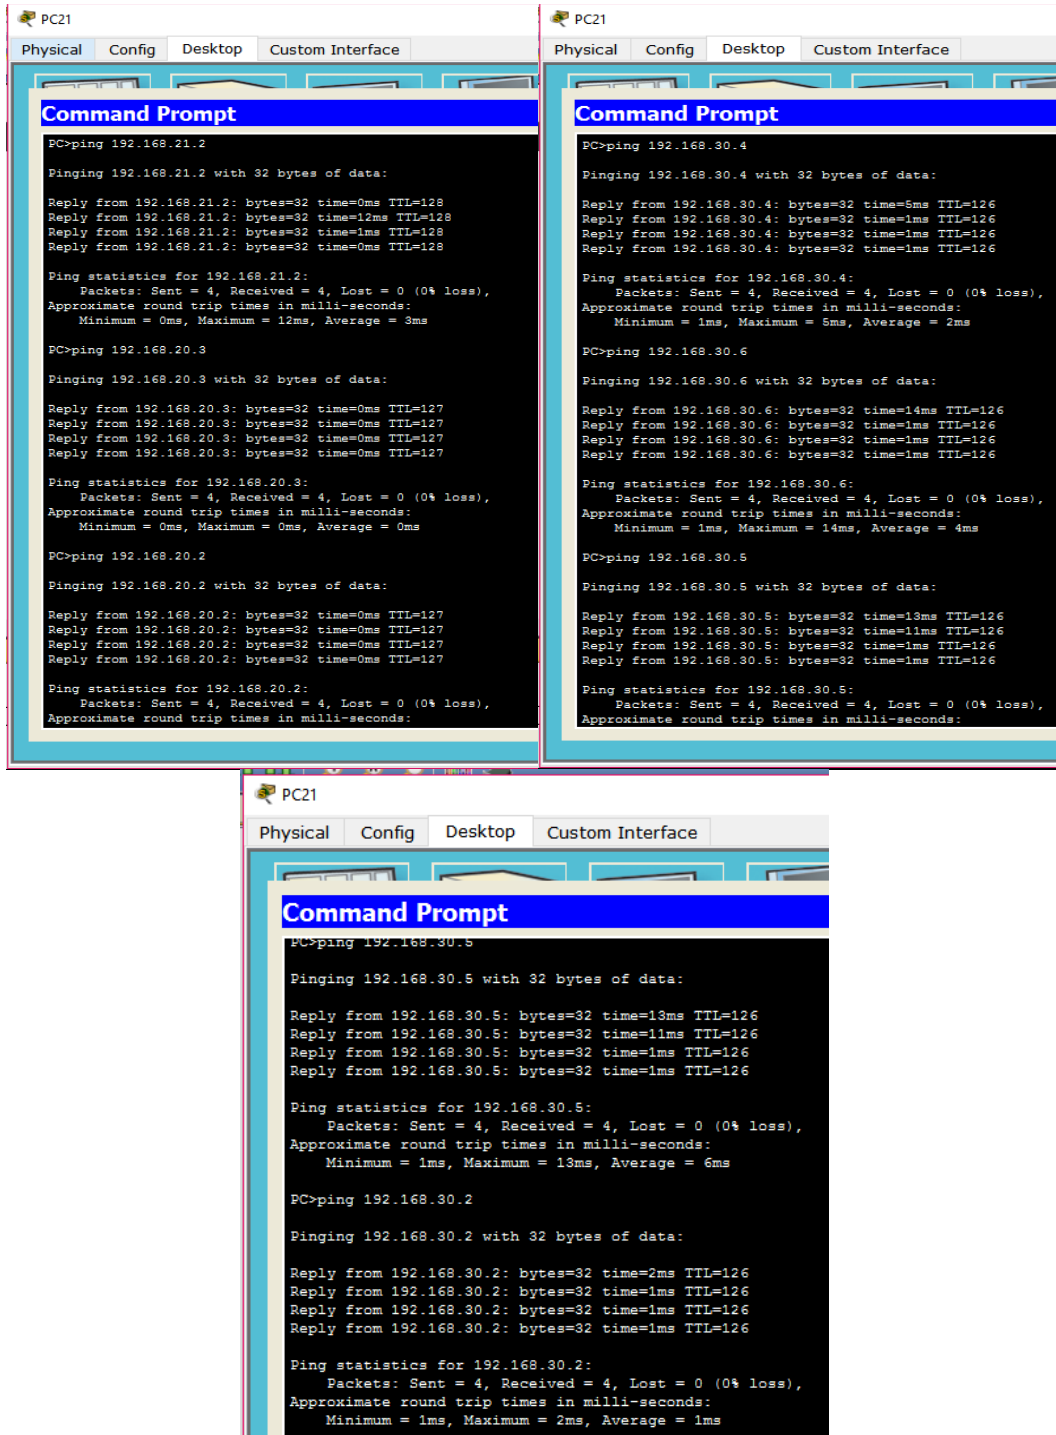 PC21
Physical Config Desktop Custom Interface
Command Prompt
PC>ping 192.168.21.2
Pinging 192.168.21.2 with 32 bytes of data:
Reply from 192.168.21.2: bytes=32 time=0ms TTL=128
Reply from 192.168.21.2: bytes=32 time=12ms TTL=128
Reply from 192.168.21.2: bytes=32 time=1ms TTL=128
Reply from 192.168.21.2: bytes=32 time=0ms TTL=128
Ping statistics for 192.168.21.2:
Packets: Sent = 4, Received = 4, Lost = 0 (0% loss),
Approximate round trip times in milli-seconds:
Minimum = 0ms, Maximum = 12ms, Average = 3ms
PC>ping 192.168.20.3
Pinging 192.168.20.3 with 32 bytes of data:
Reply from 192.168.20.3: bytes=32 time=0ms TTL=127
Reply from 192.168.20.3: bytes=32 time=0ms TTL=127
Reply from 192.168.20.3: bytes=32 time=0ms TTL=127
Reply from 192.168.20.3: bytes=32 time=0ms TTL=127
Ping statistics for 192.168.20.3:
Packets: Sent = 4, Received = 4, Lost = 0 (0% loss),
Approximate round trip times in milli-seconds:
Minimum = 0ms, Maximum = 0ms, Average = 0ms
PC>ping 192.168.20.2
Pinging 192.168.20.2 with 32 bytes of data:
Reply from 192.168.20.2: bytes=32 time=0ms TTL=127
Reply from 192.168.20.2: bytes=32 time=0ms TTL=127
Reply from 192.168.20.2: bytes=32 time=0ms TTL=127
Reply from 192.168.20.2: bytes=32 time=0ms TTL=127
Ping statistics for 192.168.20.2:
Packets: Sent = 4, Received = 4, Lost = 0 (0% loss),
Approximate round trip times in milli-seconds:
PC21
Physical Config Desktop Custom Interface
Command Prompt
PC>ping 192.168.30.4
Pinging 192.168.30.4 with 32 bytes of data:
Reply from 192.168.30.4: bytes=32 time=5ms TTL=126
Reply from 192.168.30.4: bytes=32 time=1ms TTL=126
Reply from 192.168.30.4: bytes=32 time=1ms TTL=126
Reply from 192.168.30.4: bytes=32 time=1ms TTL=126
Ping statistics for 192.168.30.4:
Packets: Sent = 4, Received = 4, Lost = 0 (0% loss),
Approximate round trip times in milli-seconds:
Minimum = 1ms, Maximum = 5ms, Average = 2ms
PC>ping 192.168.30.6
Pinging 192.168.30.6 with 32 bytes of data:
Reply from 192.168.30.6: bytes=32 time=14ms TTL=126
Reply from 192.168.30.6: bytes=32 time=1ms TTL=126
Reply from 192.168.30.6: bytes=32 time=1ms TTL=126
Reply from 192.168.30.6: bytes=32 time=1ms TTL=126
Ping statistics for 192.168.30.6:
Packets: Sent = 4, Received = 4, Lost = 0 (0% loss),
Approximate round trip times in milli-seconds:
Minimum = 1ms, Maximum = 14ms, Average = 4ms
PC>ping 192.168.30.5
Pinging 192.168.30.5 with 32 bytes of data:
Reply from 192.168.30.5: bytes=32 time=13ms TTL=126
Reply from 192.168.30.5: bytes=32 time=11ms TTL=126
Reply from 192.168.30.5: bytes=32 time=1ms TTL=126
Reply from 192.168.30.5: bytes=32 time=1ms TTL=126
Ping statistics for 192.168.30.5:
Packets: Sent = 4, Received = 4, Lost = 0 (0% loss),
Approximate round trip times in milli-seconds:
PC21
Physical Config Desktop Custom Interface
Command Prompt
PC>ping 192.168.30.5
Pinging 192.168.30.5 with 32 bytes of data:
Reply from 192.168.30.5: bytes=32 time=13ms TTL=126
Reply from 192.168.30.5: bytes=32 time=11ms TTL=126
Reply from 192.168.30.5: bytes=32 time=1ms TTL=126
Reply from 192.168.30.5: bytes=32 time=1ms TTL=126
Ping statistics for 192.168.30.5:
Packets: Sent = 4, Received = 4, Lost = 0 (0% loss),
Approximate round trip times in milli-seconds:
Minimum = 1ms, Maximum = 13ms, Average = 6ms
PC>ping 192.168.30.2
Pinging 192.168.30.2 with 32 bytes of data:
Reply from 192.168.30.2: bytes=32 time=2ms TTL=126
Reply from 192.168.30.2: bytes=32 time=1ms TTL=126
Reply from 192.168.30.2: bytes=32 time=1ms TTL=126
Reply from 192.168.30.2: bytes=32 time=1ms TTL=126
Ping statistics for 192.168.30.2:
Packets: Sent = 4, Received = 4, Lost = 0 (0% loss),
Approximate round trip times in milli-seconds:
Minimum = 1ms, Maximum = 2ms, Average = 1ms